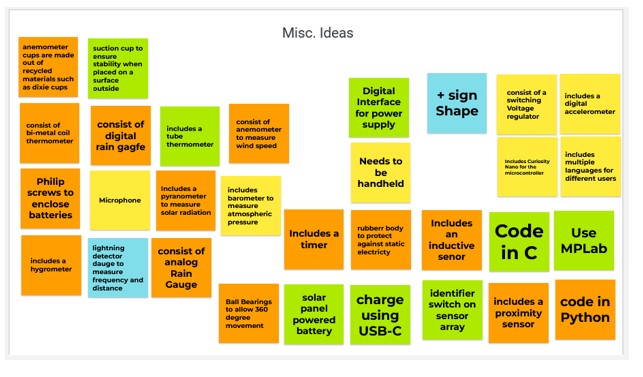 Misc. Ideas
anemometer
cups are made
out of
recycled
materials such
as dixie cups
suction cup to
ensure
stability when
placed on a
surface
outside
Digital
Interface
for power
supply
+ sign
Shape
consist of a
switching
Voltage
regulator
includes a
digital
accelerometer
consist of
bi-metal coil
thermometer
consist of
digital
rain gagfe
includes a
tube
thermometer
consist of
anemometer
to measure
wind speed
Needs to
be
handheld
Includes Curiosity
Nano for the
microcontroller
includes
multiple
languages for
different users
Philip
screws to
enclose
batteries
Microphone
Includes a
pyranometer
to measure
solar radiation
includes
barometer to
measure
atmospheric
pressure
Includes a
timer
rubberr body
to protect
against static
electricty
Includes
an
inductive
senor
Code
in C
Use
MPLab
includes a
hygrometer
lightning
detector
dauge to
measure
frequency and
distance
consist of
analog
Rain
Gauge
Ball Bearings
to allow 360
degree
movement
solar
panel
powered
battery
charge
using
USB-C
identifier
switch on
sensor
array
includes a
proximity
sensor
code in
Python